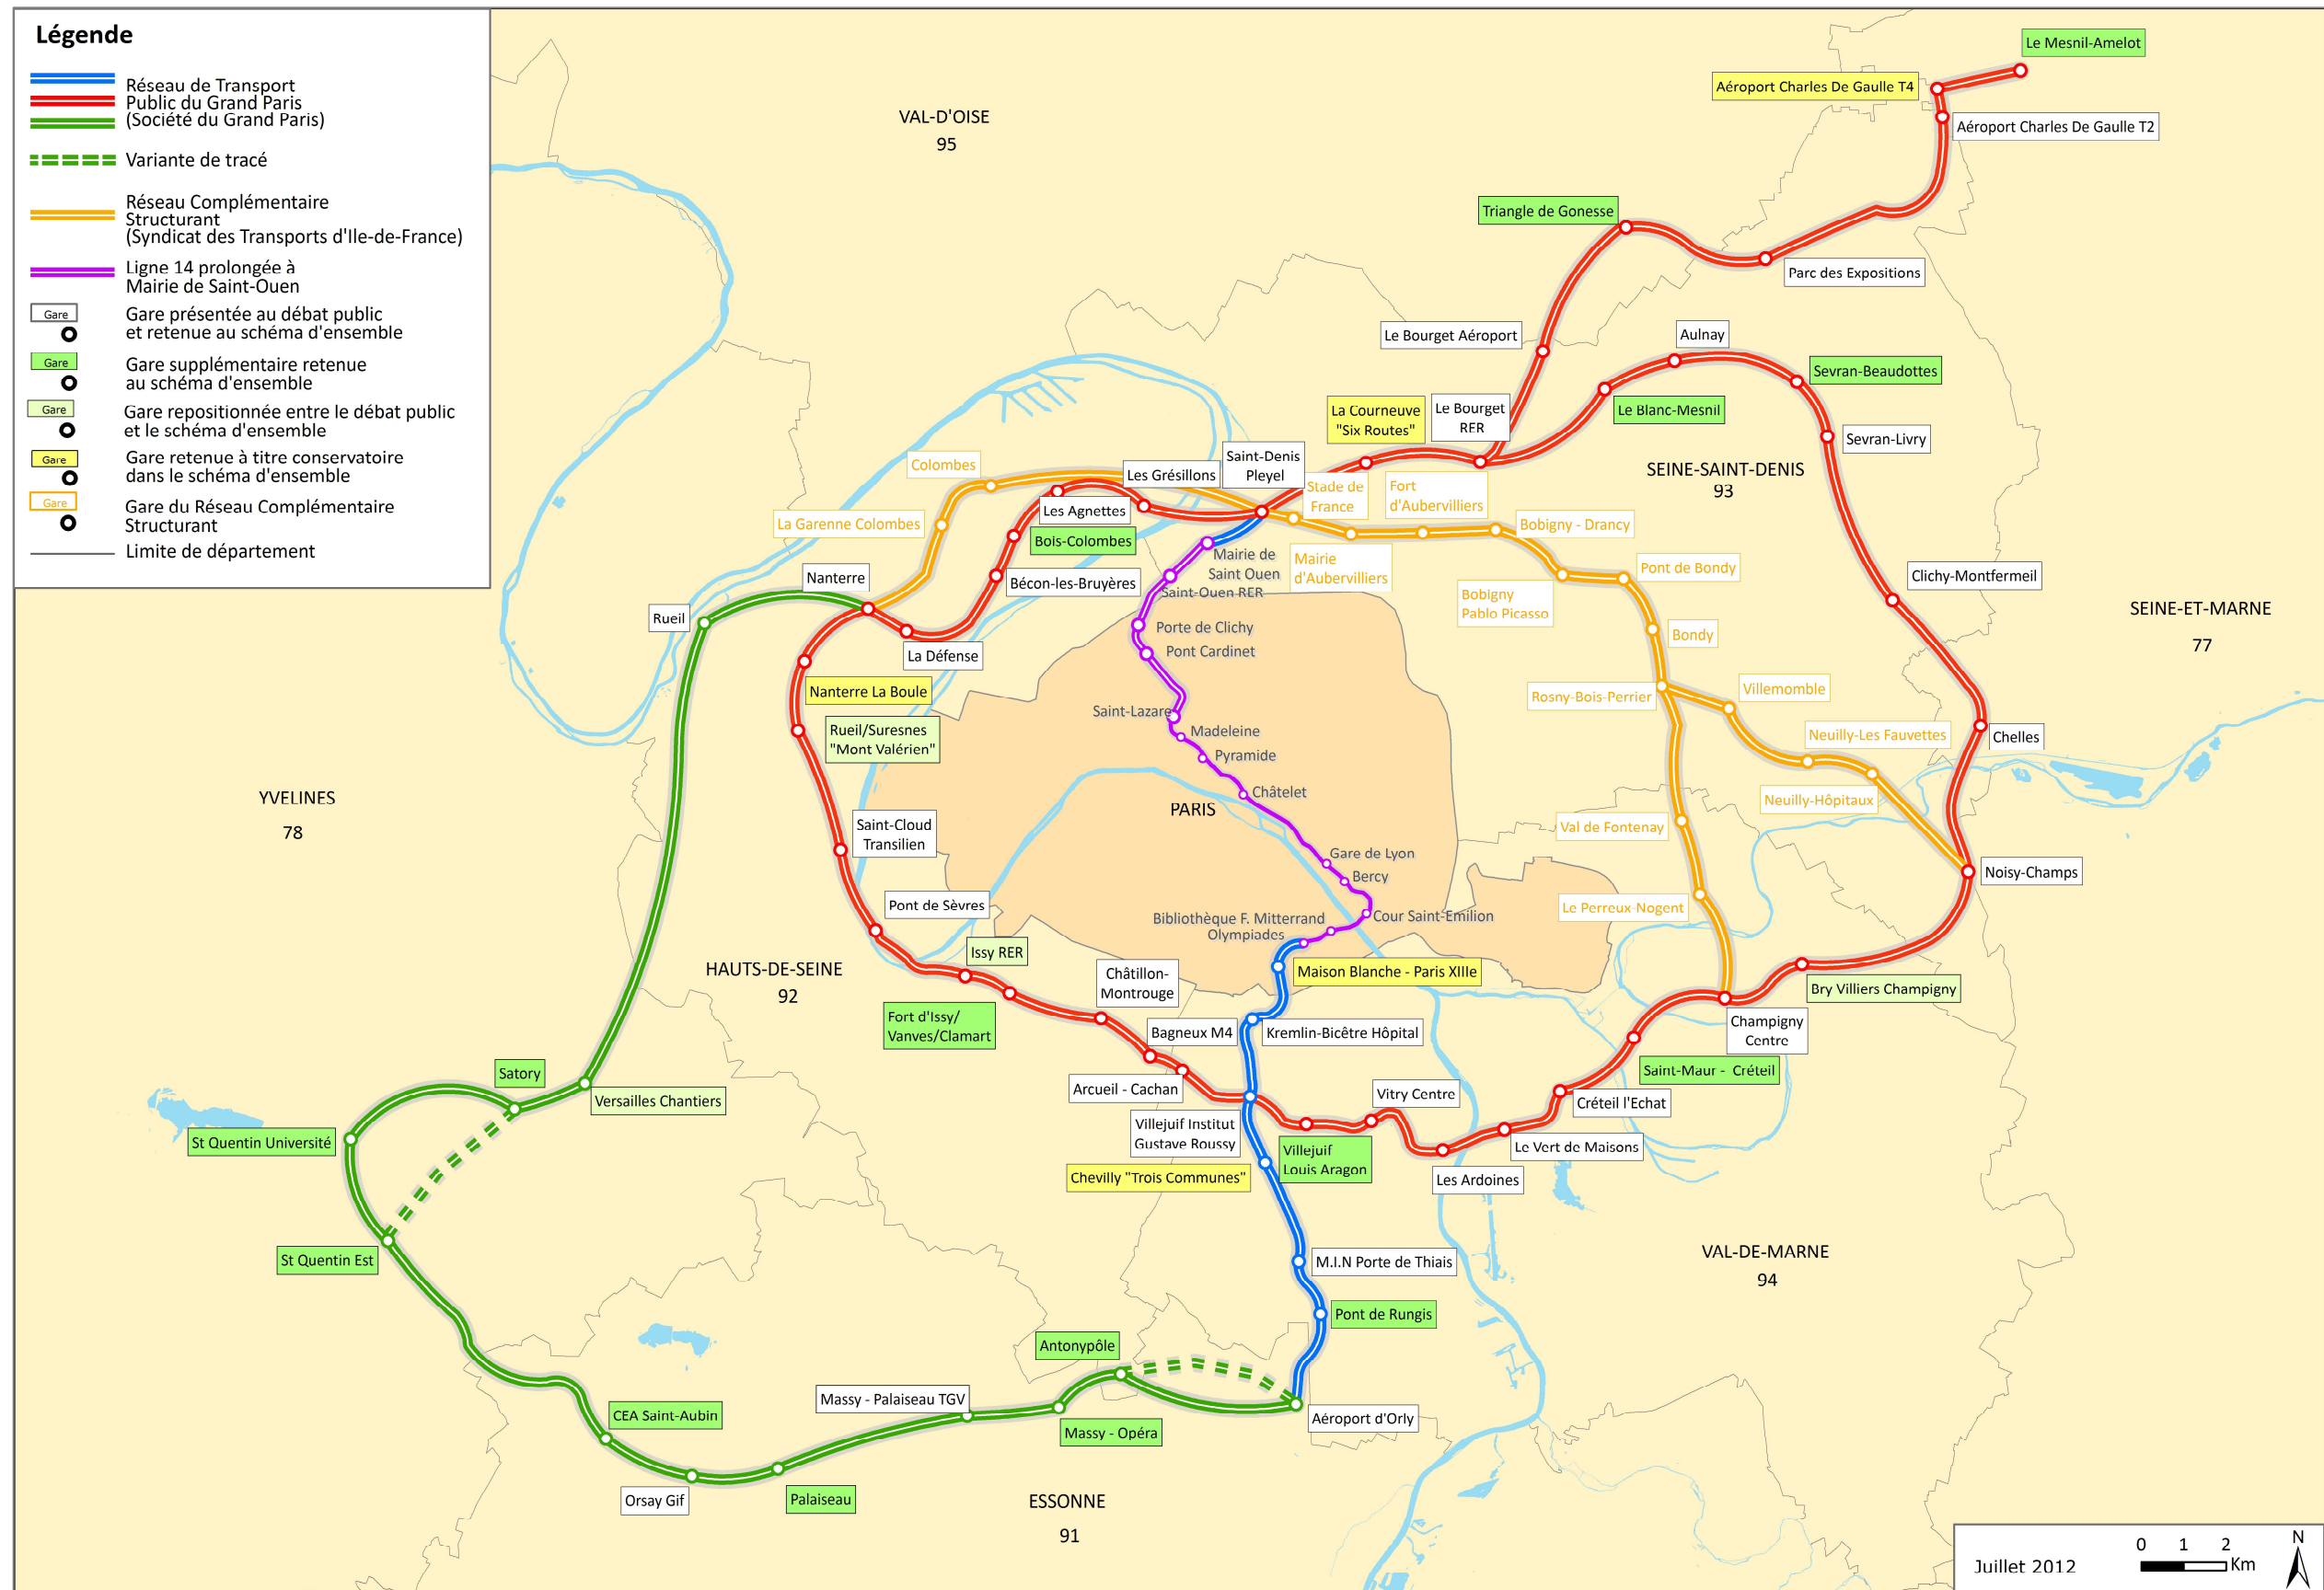 Légende
Réseau de Transport
Public du Grand Paris
(Société du Grand Paris)
Variante de tracé
Réseau Complémentaire
Structurant
(Syndicat des Transports d'Ile-de-France)
Ligne 14 prolongée à
Mairie de Saint-Ouen
Gare
Gare présentée au débat public
et retenue au schéma d'ensemble
Gare
Gare supplémentaire retenue
au schéma d'ensemble
Gare
Gare repositionnée entre le débat public
et le schéma d'ensemble
Gare
Gare retenue à titre conservatoire
dans le schéma d'ensemble
Gare
Gare du Réseau Complémentaire
Structurant
Limite de département
Le Mesnil-Amelot
Aéroport Charles De Gaulle T4
Aéroport Charles De Gaulle T2
VAL-D'OISE
95
Triangle de Gonesse
Parc des Expositions
Le Bourget Aéroport
Aulnay
Sevran-Beaudottes
Le Blanc-Mesnil
La Courneuve
"Six Routes"
Le Bourget
RER
Sevran-Livry
SEINE-SAINT-DENIS
93
Colombes
Les Grésillons
Saint-Denis
Pleyel
Stade de
France
Fort
d'Aubervilliers
Les Agnettes
La Garenne Colombes
Bobigny - Drancy
Bois-Colombes
Mairie de
Saint Ouen
Mairie
d'Aubervilliers
Pont de Bondy
Nanterre
Bécon-les-Bruyères
Saint-Ouen RER
Bobigny
Pablo Picasso
Clichy-Montfermeil
SEINE-ET-MARNE
77
Rueil
Porte de Clichy
Bondy
La Défense
Pont Cardinet
Nanterre La Boule
Rosny-Bois-Perrier
Villemomble
Saint-Lazare
Rueil/Suresnes
"Mont Valérien"
Madeleine
Neuilly-Les Fauvettes
Chelles
Pyramide
YVELINES
78
Châtelet
PARIS
Neuilly-Hôpitaux
Saint-Cloud
Transilien
Val de Fontenay
Gare de Lyon
Bercy
Noisy-Champs
Pont de Sèvres
Le Perreux-Nogent
Bibliothèque F. Mitterrand
Cour Saint-Emilion
Olympiades
Issy RER
HAUTS-DE-SEINE
92
Châtillon-
Montrouge
Maison Blanche - Paris XIIIe
Bry Villiers Champigny
Fort d'Issy/
Vanves/Clamart
Bagneux M4
Kremlin-Bicêtre Hôpital
Champigny
Centre
Satory
Saint-Maur - Créteil
Versailles Chantiers
Arcueil - Cachan
Vitry Centre
Créteil l'Echat
St Quentin Université
Villejuif Institut
Gustave Roussy
Villejuif
Louis Aragon
Le Vert de Maisons
Chevilly "Trois Communes"
Les Ardoines
St Quentin Est
M.I.N Porte de Thiais
VAL-DE-MARNE
94
Pont de Rungis
Antonypôle
Massy - Palaiseau TGV
CEA Saint-Aubin
Massy - Opéra
Aéroport d'Orly
Orsay Gif
Palaiseau
ESSONNE
91
Juillet 2012
0 1 2
Km
N